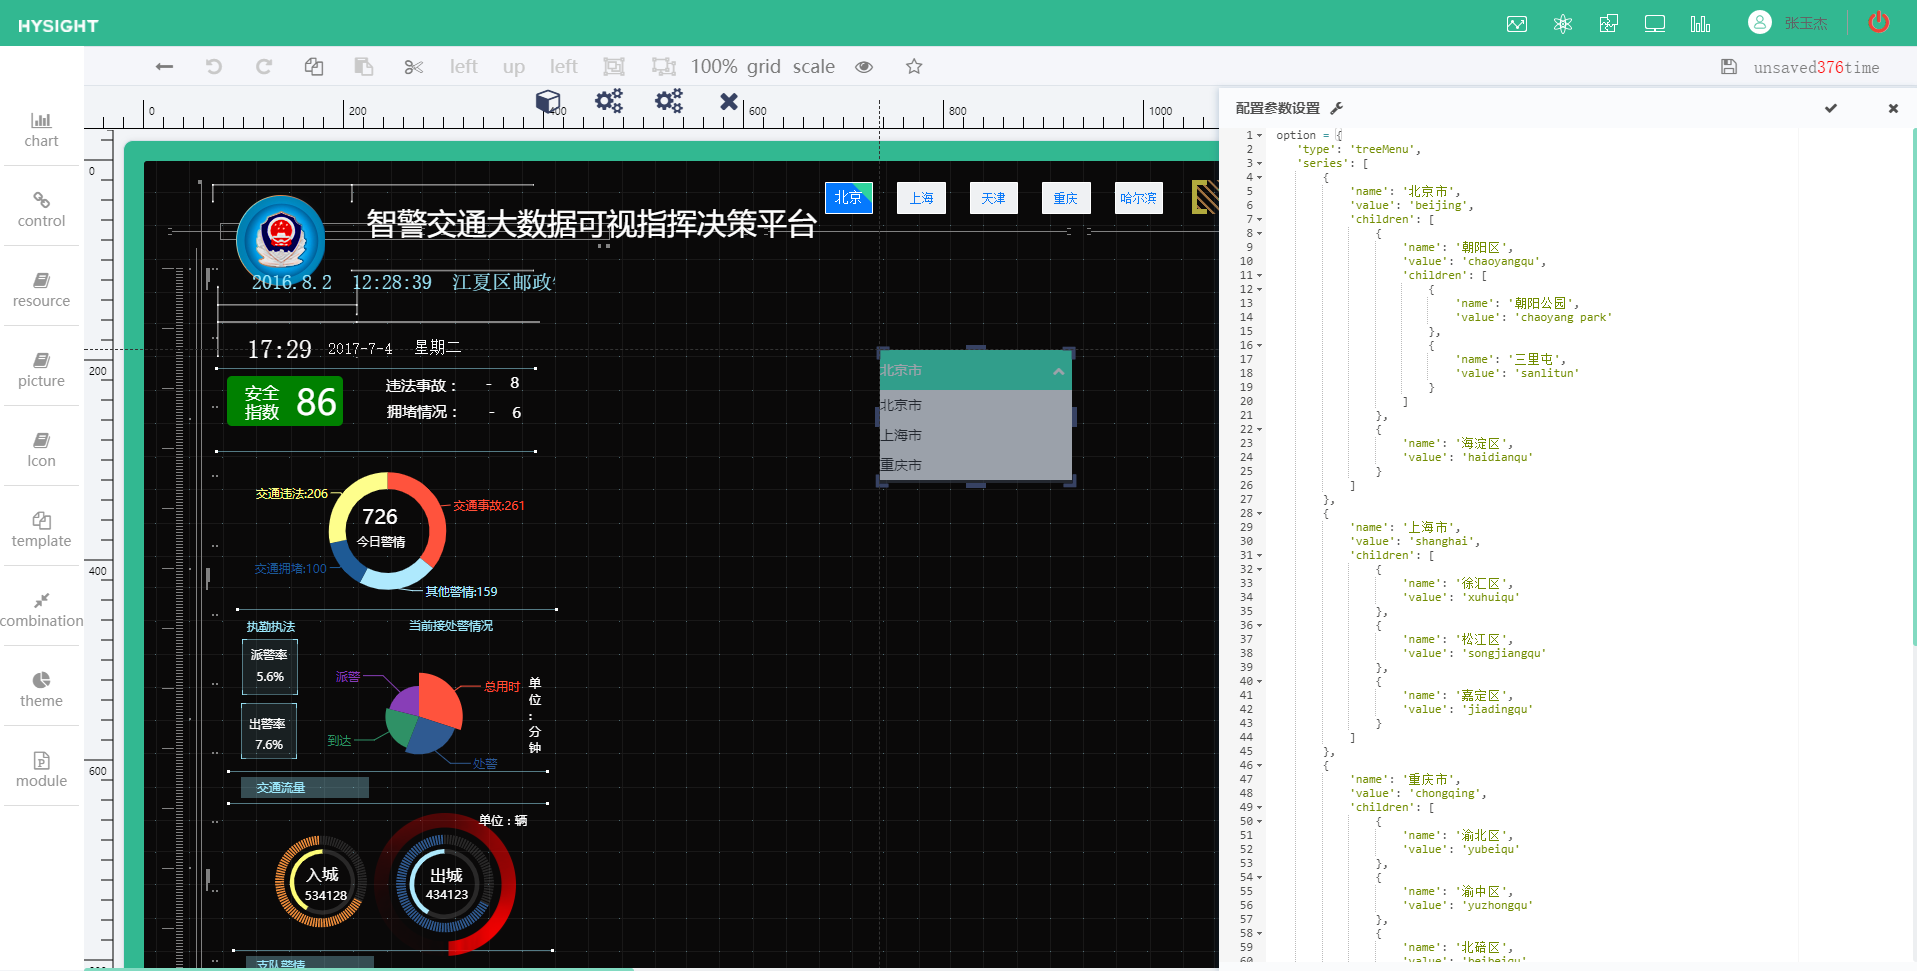 HYSIGHT
张玉杰
left up left 100% grid scale
unsaved376time
0 200 400 600 800 1000
0
200
400
600
chart
control
resource
picture
Icon
template
combination
theme
module
北京 上海 天津 重庆 哈尔滨
智警交通大数据可视指挥决策平台
2016.8.2 12:28:39 江夏区邮政
17:29 2017-7-4 星期二
安全
指数 86
违法事故： - 8
拥堵情况： - 6
交通违法:206
交通事故:261
726
今日警情
交通拥堵:100
其他警情:159
执勤执法
当前接处警情况
派警率
5.6%
出警率
7.6%
派警
总用时
到达
处警
单
位
:
分
钟
交通流量
单位：辆
入城
534128
出城
434123
支队警情
北京市
北京市
上海市
重庆市
配置参数设置
1 option = {
2 'type': 'treeMenu',
3 'series': [
4 {
5 'name': '北京市',
6 'value': 'beijing',
7 'children': [
8 {
9 'name': '朝阳区',
10 'value': 'chaoyangqu',
11 'children': [
12 {
13 'name': '朝阳公园',
14 'value': 'chaoyang park'
15 },
16 {
17 'name': '三里屯',
18 'value': 'sanlitun'
19 }
20 ]
21 },
22 {
23 'name': '海淀区',
24 'value': 'haidianqu'
25 }
26 ]
27 },
28 {
29 'name': '上海市',
30 'value': 'shanghai',
31 'children': [
32 {
33 'name': '徐汇区',
34 'value': 'xuhuiqu'
35 },
36 {
37 'name': '松江区',
38 'value': 'songjiangqu'
39 },
40 {
41 'name': '嘉定区',
42 'value': 'jiadingqu'
43 }
44 ]
45 },
46 {
47 'name': '重庆市',
48 'value': 'chongqing',
49 'children': [
50 {
51 'name': '渝北区',
52 'value': 'yubeiqu'
53 },
54 {
55 'name': '渝中区',
56 'value': 'yuzhongqu'
57 },
58 {
59 'name': '北碚区',
60 'value': 'beibeiqu'